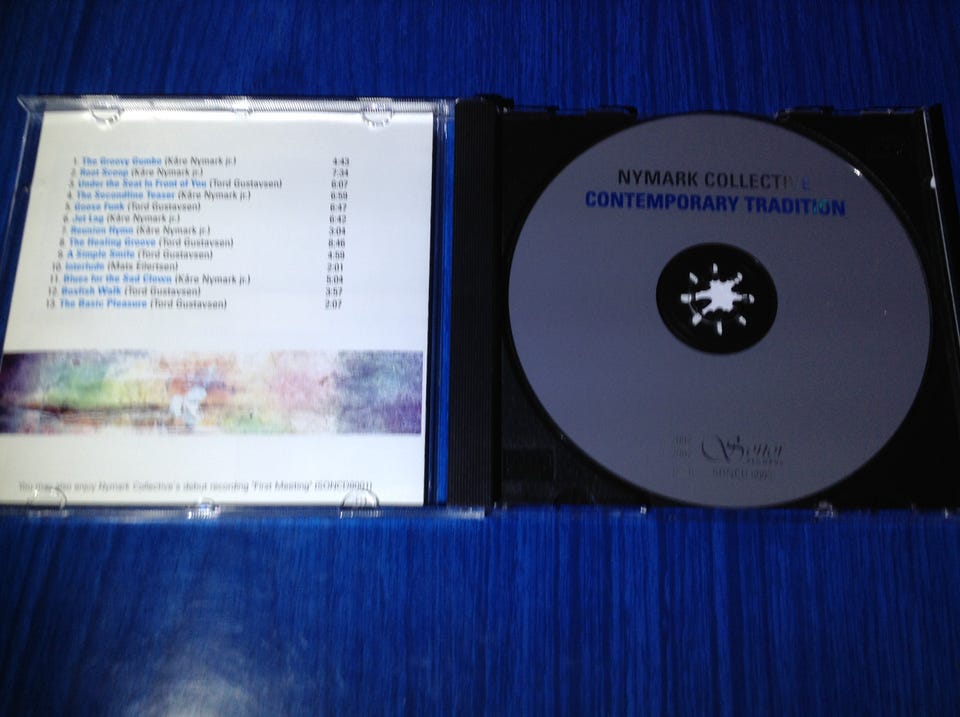 1. The Groovy Gumbo (Kåre Nymark jr.) 4:43
2. Root Scoop (Kåre Nymark jr.) 7:34
3. Under the Seat In Front of You (Tord Gustavsen) 6:07
4. The Secondline Teaser (Kåre Nymark jr.) 6:59
5. Goose Funk (Tord Gustavsen) 6:47
6. Jet Lag (Kåre Nymark jr.) 6:42
7. Reunion Hymn (Kåre Nymark jr.) 3:04
8. The Healing Groove (Tord Gustavsen) 8:46
9. A Simple Smile (Tord Gustavsen) 4:59
10. Interlude (Mats Eilertsen) 2:01
11. Blues for the Sad Clown (Kåre Nymark jr.) 5:04
12. Boxfish Walk (Tord Gustavsen) 3:57
13. The Basic Pleasure (Tord Gustavsen) 2:07
You may also enjoy Nymark Collective's debut recording 'First Meeting' (SONCD9001)
NYMARK COLLECTIVE
CONTEMPORARY TRADITION
Sonor
RECORDS